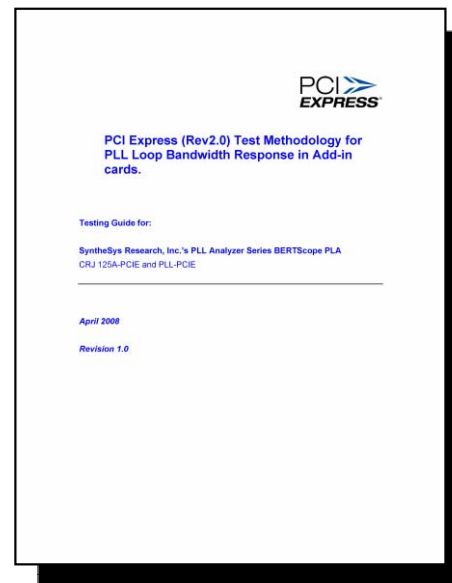 PCI
EXPRESS®
PCI Express (Rev2.0) Test Methodology for
PLL Loop Bandwidth Response in Add-in
cards.
Testing Guide for:
SyntheSys Research, Inc.'s PLL Analyzer Series BERTScope PLA
CRJ 125A-PCIE and PLL-PCIE
April 2008
Revision 1.0